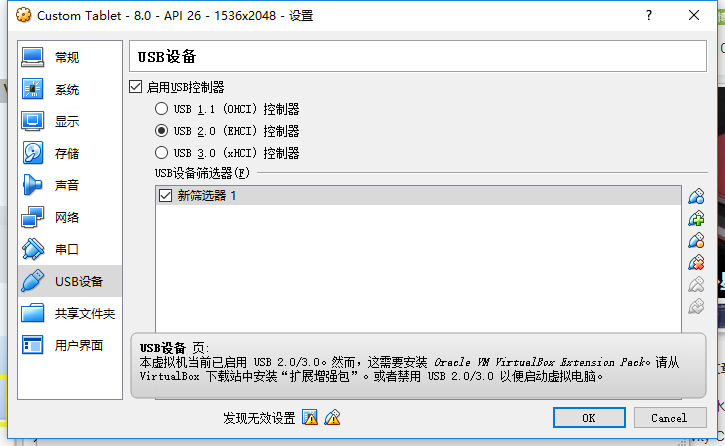 Custom Tablet - 8.0 - API 26 - 1536x2048 - 设置
常规
系统
显示
存储
声音
网络
串口
USB设备
共享文件夹
用户界面
USB设备
启用USB控制器
USB 1.1 (OHCI) 控制器
USB 2.0 (EHCI) 控制器
USB 3.0 (xHCI) 控制器
USB设备筛选器(F)
新筛选器 1
USB设备 页:
本虚拟机当前已启用 USB 2.0/3.0。然而，这需要安装 Oracle VM VirtualBox Extension Pack。请从
VirtualBox 下载站中安装“扩展增强包”。或者禁用 USB 2.0/3.0 以便启动虚拟电脑。
发现无效设置
OK
Cancel